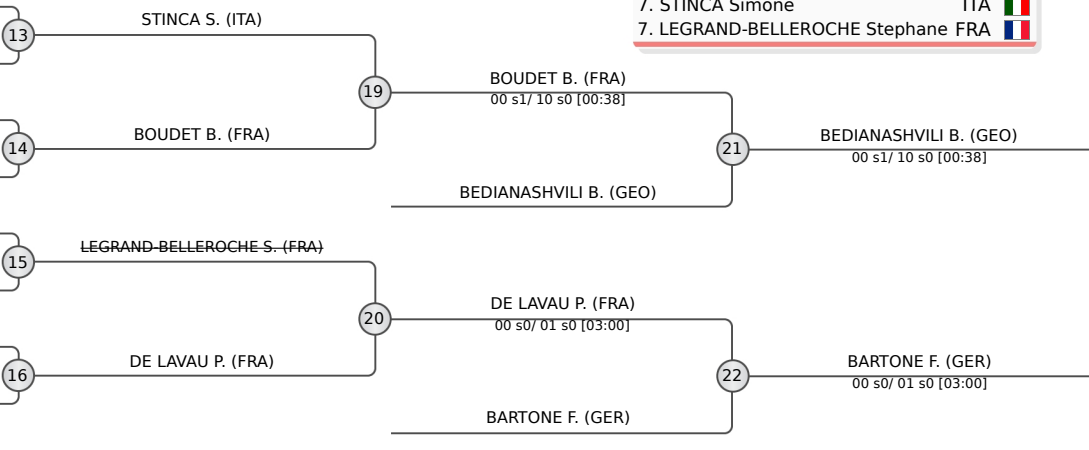 7. STINCA Simone ITA
7. LEGRAND-BELLEROCHE Stephane FRA
STINCA S. (ITA)
13
19
BOUDET B. (FRA)
00 s1/ 10 s0 [00:38]
BOUDET B. (FRA)
14
21
BEDIANASHVILI B. (GEO)
00 s1/ 10 s0 [00:38]
BEDIANASHVILI B. (GEO)
LEGRAND-BELLEROCHE S. (FRA)
15
20
DE LAVAU P. (FRA)
00 s0/ 01 s0 [03:00]
DE LAVAU P. (FRA)
16
22
BARTONE F. (GER)
00 s0/ 01 s0 [03:00]
BARTONE F. (GER)